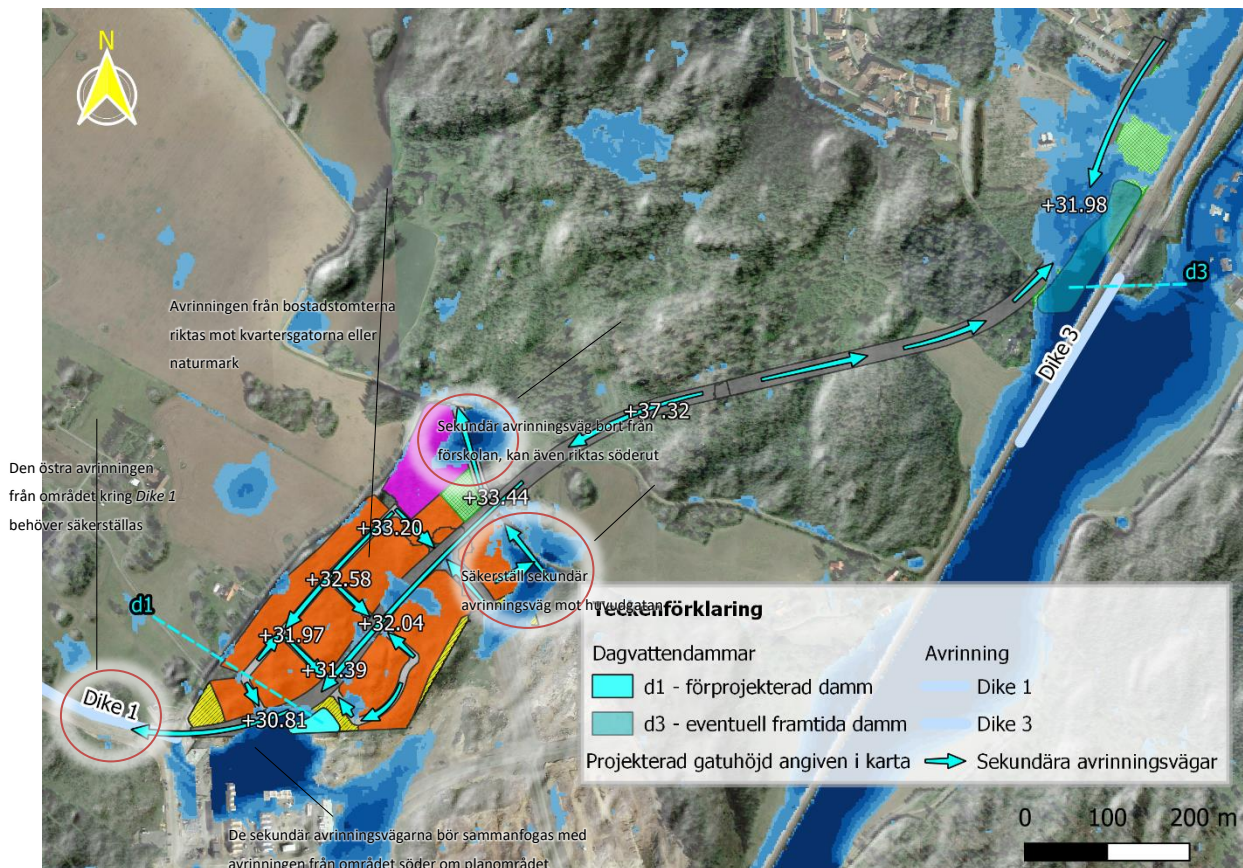 N
+31.98
d3
Dike 3
Avrinningen från bostadstomterna
riktas mot kvartersgatorna eller
naturmark
+37.32
Sekundär avrinningsväg bort från
förskolan, kan även riktas söderut
Den östra avrinningen
från området kring Dike 1
behöver säkerställas
+33.44
+33.20
+32.58
Säkerställ sekundär
avrinningsväg mot huvudgatan
d1
+31.97
+32.04
+31.39
Dike 1
+30.81
Teckenförklaring
Dagvattendammar
d1 - förprojekterad damm
d3 - eventuell framtida damm
Projekterad gatuhöjd angiven i karta
Avrinning
Dike 1
Dike 3
Sekundära avrinningsvägar
0 100 200 m
De sekundär avrinningsvägarna bör sammanfogas med
avrinningen från området söder om planområdet